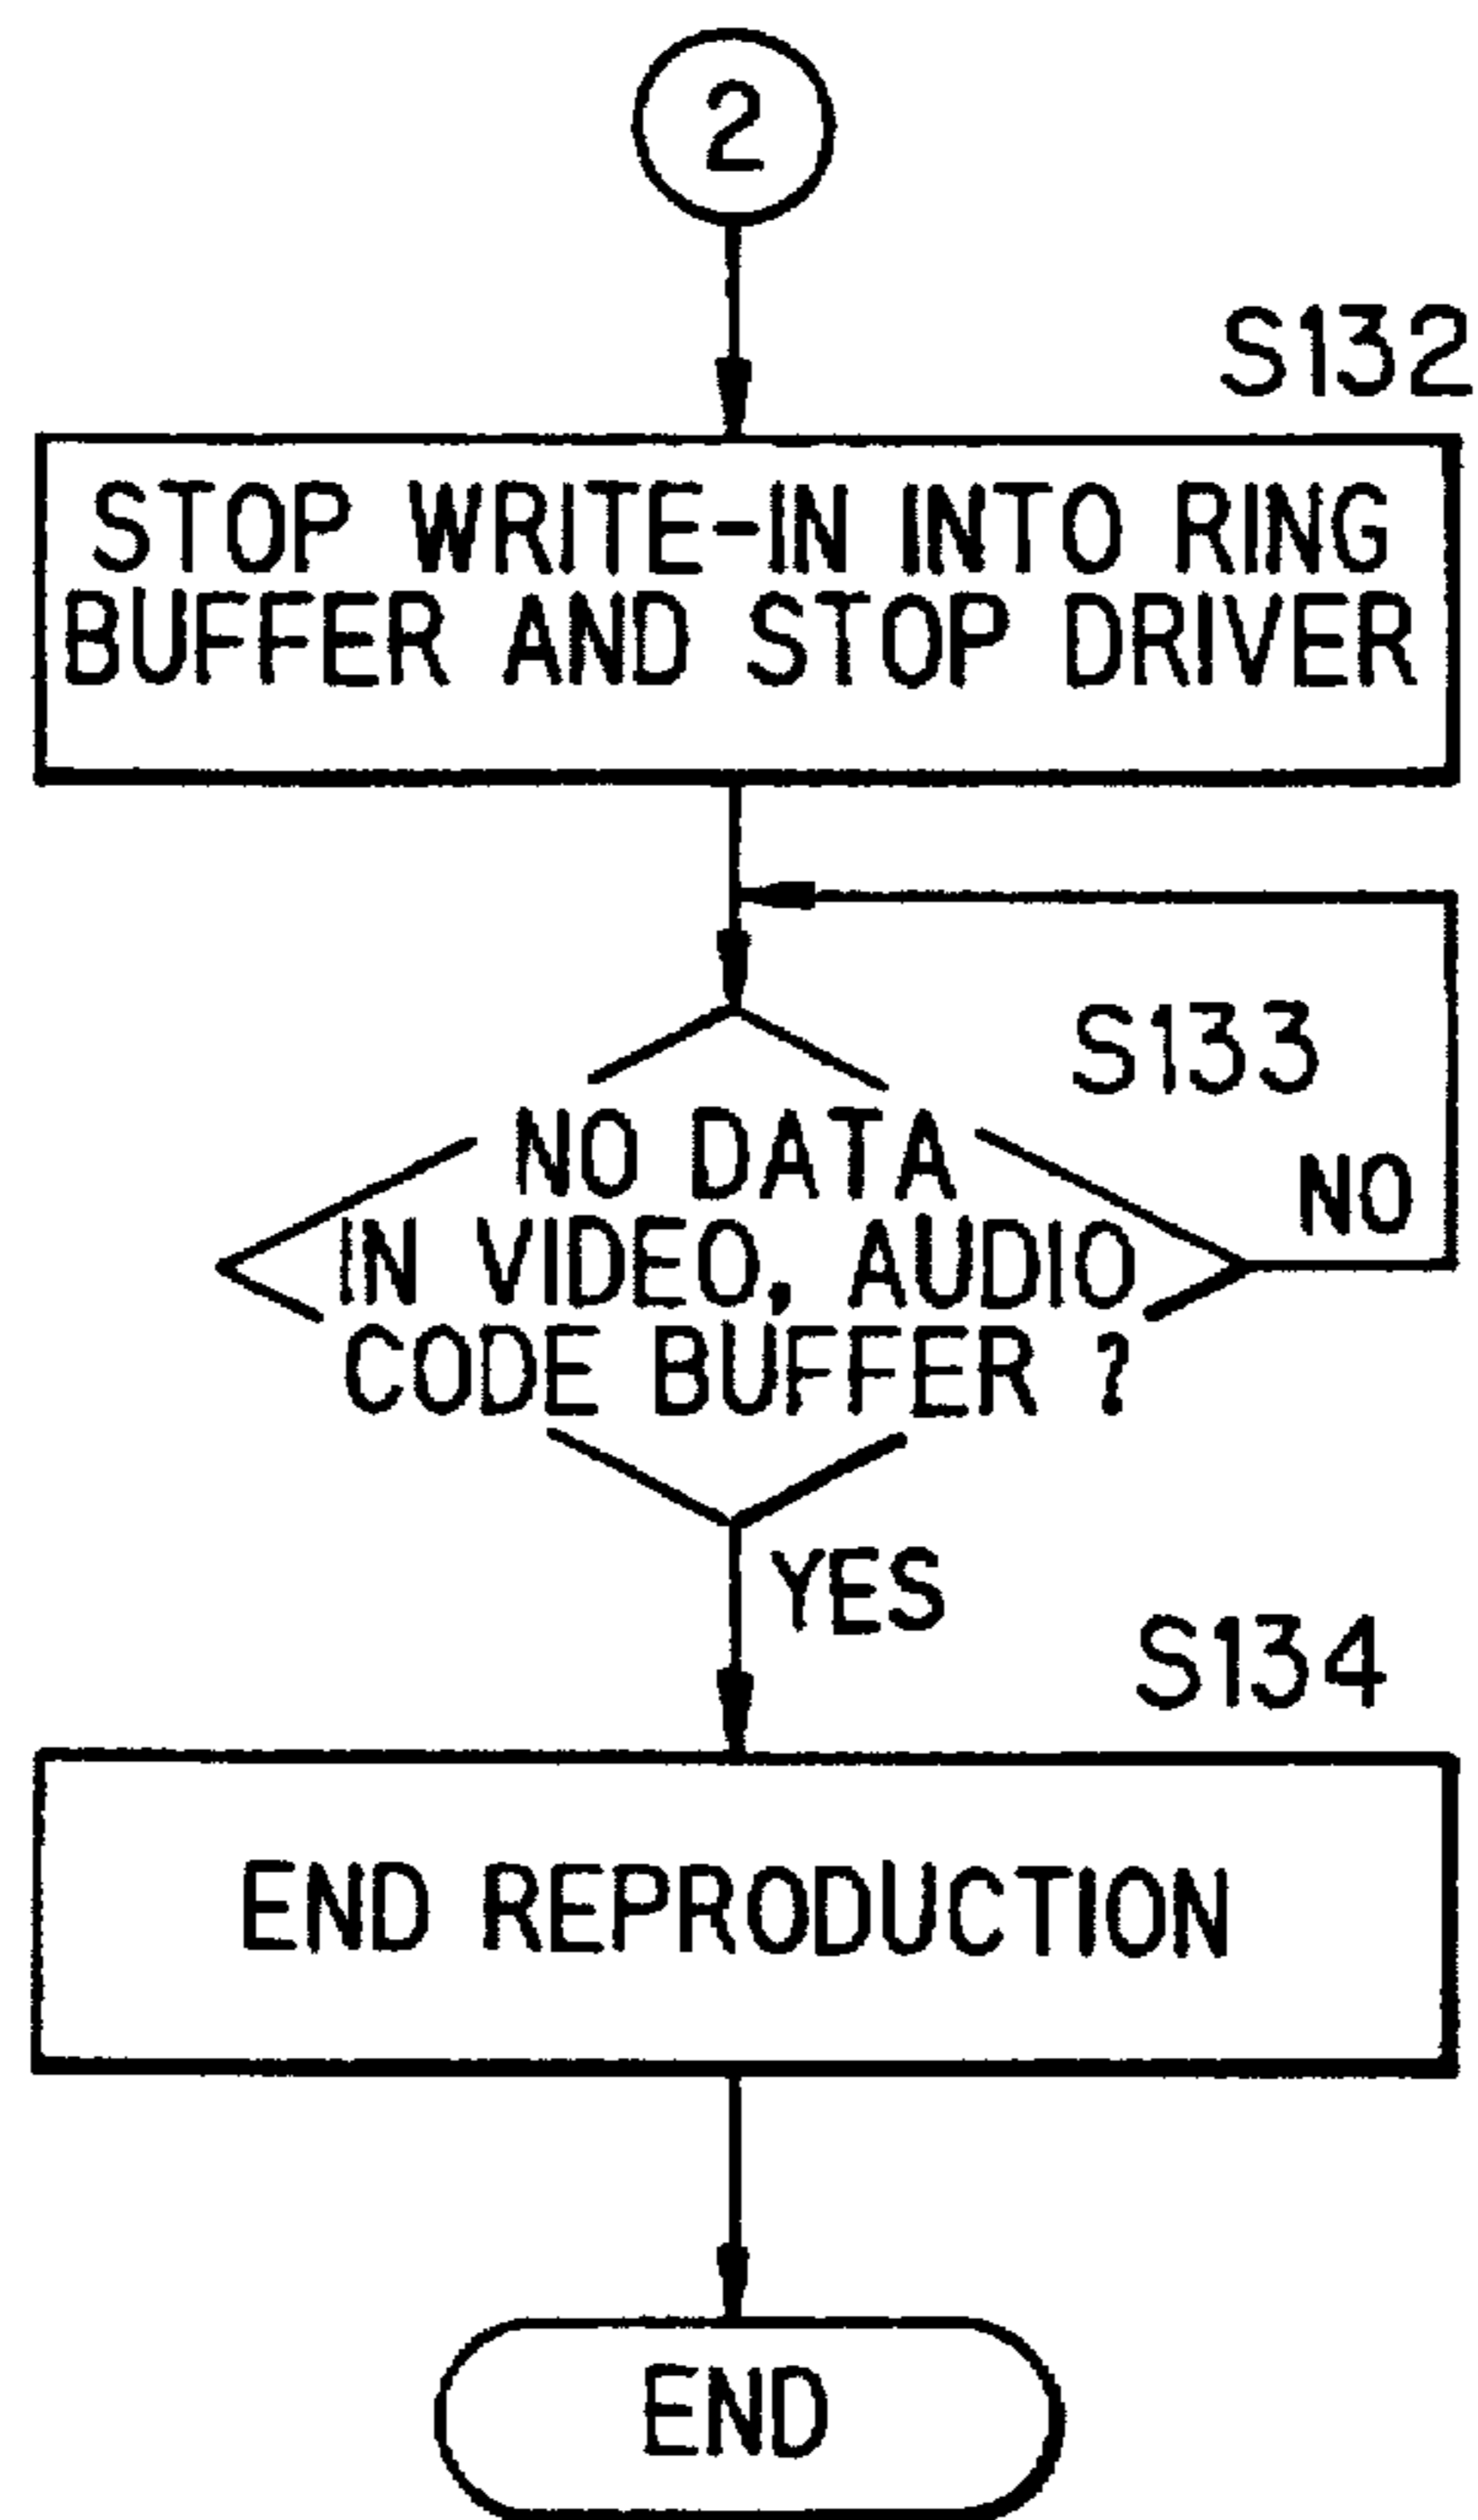 2
S132
STOP WRITE-IN INTO RING
BUFFER AND STOP DRIVER
S133
NO DATA
NO
IN VIDEO, AUDIO
CODE BUFFER ?
YES
S134
END REPRODUCTION
END